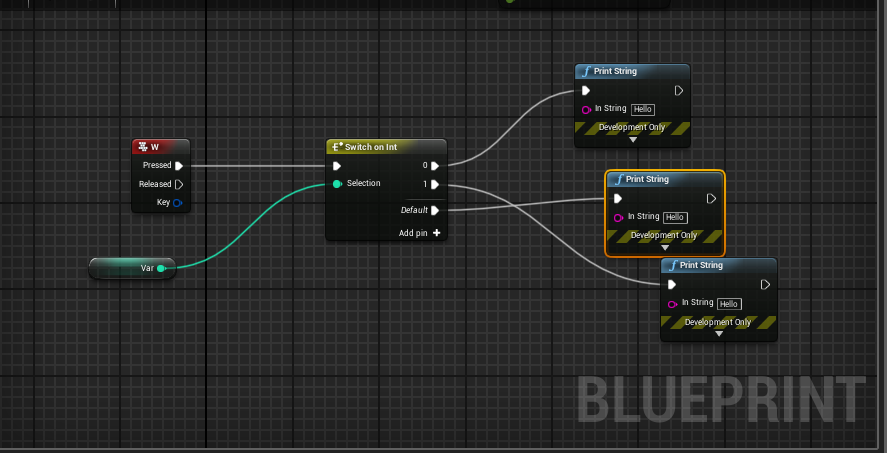 Print String
In String Hello
Development Only
W
Pressed
Released
Key
Switch on Int
0
Selection
1
Default
Add pin
Var
Print String
In String Hello
Development Only
Print String
In String Hello
Development Only
BLUEPRINT